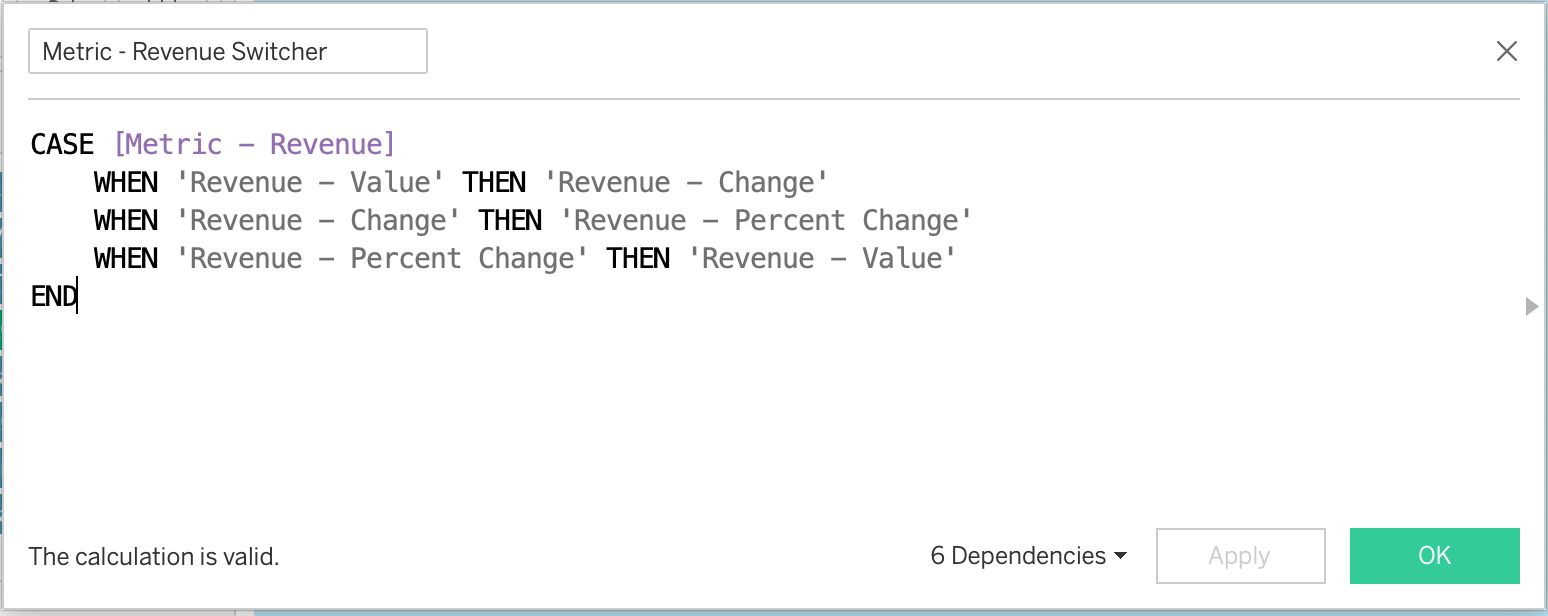 Metric - Revenue Switcher
CASE [Metric - Revenue]
WHEN 'Revenue - Value' THEN 'Revenue - Change'
WHEN 'Revenue - Change' THEN 'Revenue - Percent Change'
WHEN 'Revenue - Percent Change' THEN 'Revenue - Value'
END
The calculation is valid.
6 Dependencies
Apply
OK